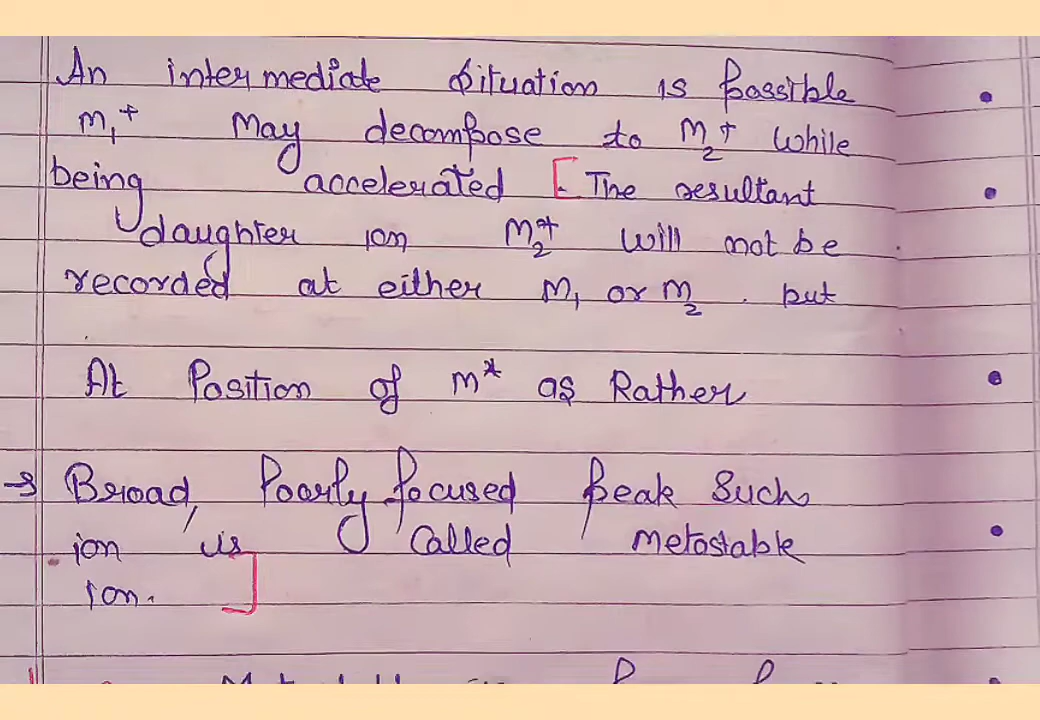 An intermediate situation is possible
m₁⁺ May decompose to m₂⁺ while
being accelerated [ The resultant
daughter ion m₂⁺ will not be
recorded at either m₁ or m₂. but
At Position of m* as Rather
→ Broad, Poorly focused peak such
ion is called metastable
ion. ]